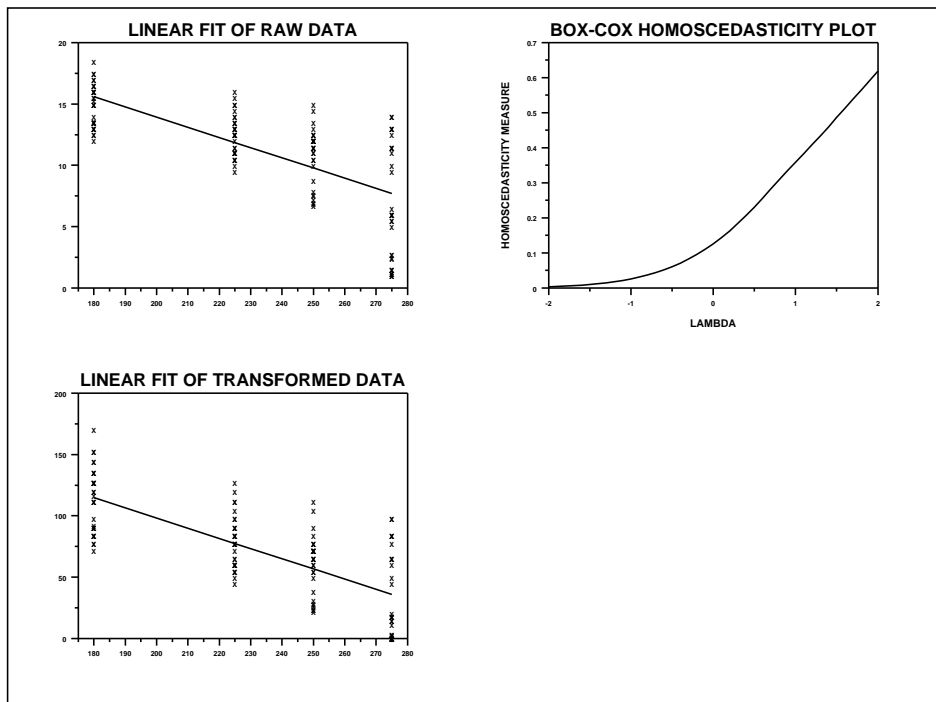 LINEAR FIT OF RAW DATA
20
15
10
5
0
180 190 200 210 220 230 240 250 260 270 280
BOX-COX HOMOSCEDASTICITY PLOT
HOMOSCEDASTICITY MEASURE
0.7
0.6
0.5
0.4
0.3
0.2
0.1
0
-2 -1 0 1 2
LAMBDA
LINEAR FIT OF TRANSFORMED DATA
200
150
100
50
0
180 190 200 210 220 230 240 250 260 270 280